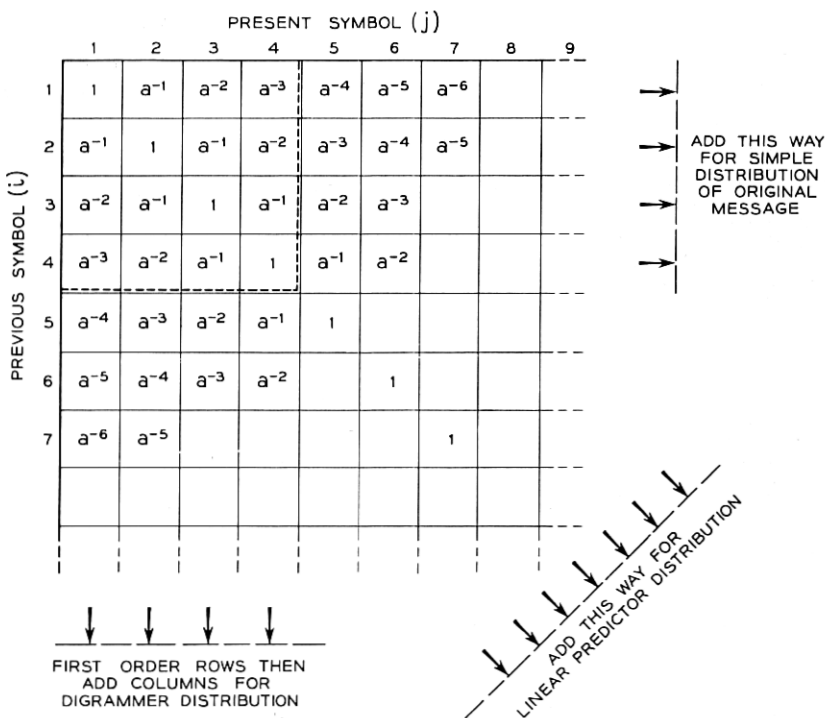 PRESENT SYMBOL (j)
1 2 3 4 5 6 7 8 9
PREVIOUS SYMBOL (i)
1 1 a⁻¹ a⁻² a⁻³ a⁻⁴ a⁻⁵ a⁻⁶
2 a⁻¹ 1 a⁻¹ a⁻² a⁻³ a⁻⁴ a⁻⁵
3 a⁻² a⁻¹ 1 a⁻¹ a⁻² a⁻³
4 a⁻³ a⁻² a⁻¹ 1 a⁻¹ a⁻²
5 a⁻⁴ a⁻³ a⁻² a⁻¹ 1
6 a⁻⁵ a⁻⁴ a⁻³ a⁻² 1
7 a⁻⁶ a⁻⁵ 1
ADD THIS WAY
FOR SIMPLE
DISTRIBUTION
OF ORIGINAL
MESSAGE
ADD THIS WAY FOR
LINEAR PREDICTOR DISTRIBUTION
FIRST ORDER ROWS THEN
ADD COLUMNS FOR
DIGRAMMER DISTRIBUTION